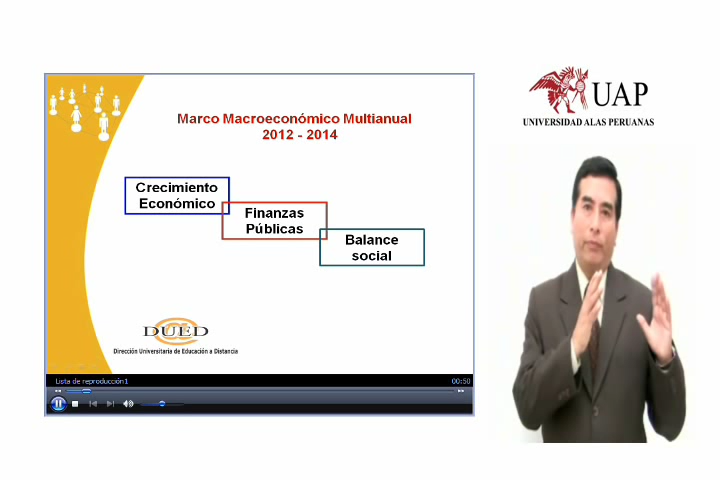 Marco Macroeconómico Multianual
2012 - 2014
Crecimiento
Económico
Finanzas
Públicas
Balance
social
DUED
Dirección Universitaria de Educación a Distancia
Lista de reproducción1
00:50
UAP
UNIVERSIDAD ALAS PERUANAS